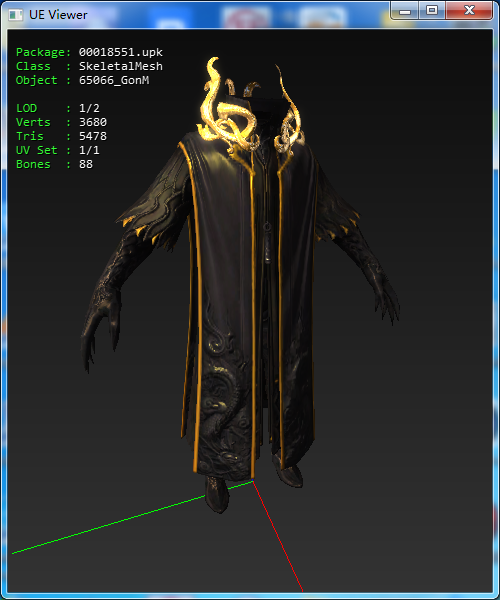 UE Viewer
Package: 00018551.upk
Class  : SkeletalMesh
Object : 65066_GonM
LOD    : 1/2
Verts  : 3680
Tris   : 5478
UV Set : 1/1
Bones  : 88